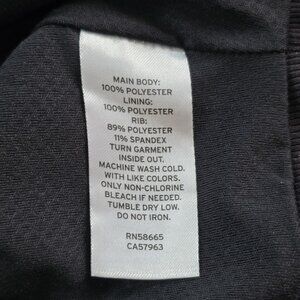 MAIN BODY:
100% POLYESTER
LINING:
100% POLYESTER
RIB:
89% POLYESTER
11% SPANDEX
TURN GARMENT
INSIDE OUT.
MACHINE WASH COLD.
WITH LIKE COLORS.
ONLY NON-CHLORINE
BLEACH IF NEEDED.
TUMBLE DRY LOW.
DO NOT IRON.
RN58665
CA57963